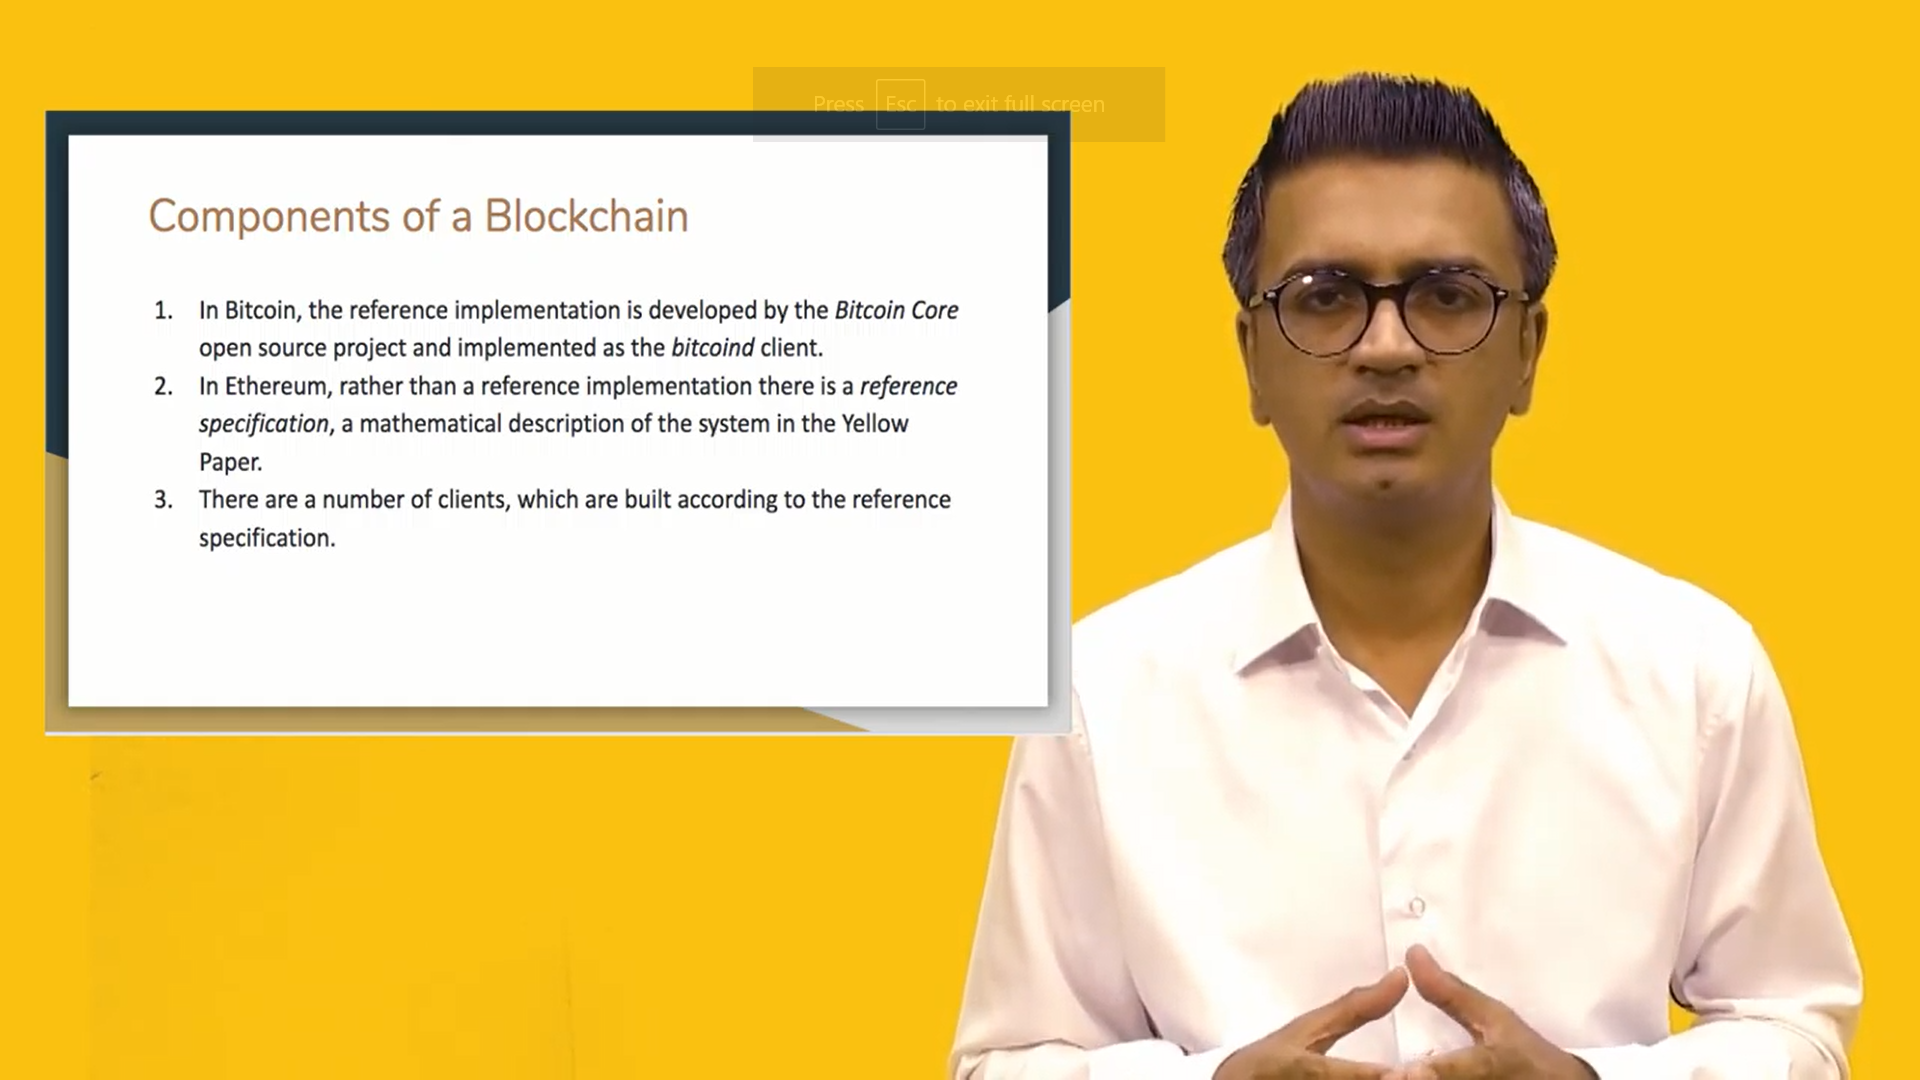 Press Esc to exit full screen
Components of a Blockchain
1. In Bitcoin, the reference implementation is developed by the Bitcoin Core
open source project and implemented as the bitcoind client.
2. In Ethereum, rather than a reference implementation there is a reference
specification, a mathematical description of the system in the Yellow
Paper.
3. There are a number of clients, which are built according to the reference
specification.